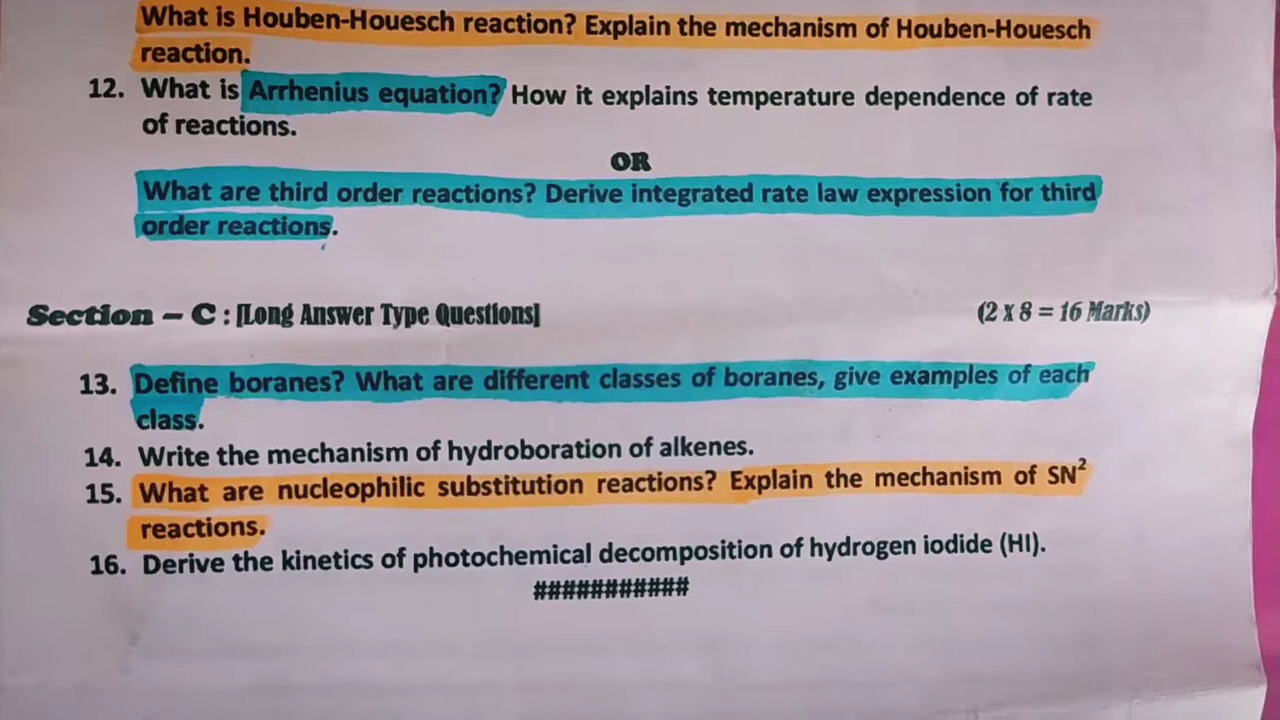 What is Houben-Houesch reaction? Explain the mechanism of Houben-Houesch
reaction.
12. What is Arrhenius equation? How it explains temperature dependence of rate
of reactions.
OR
What are third order reactions? Derive integrated rate law expression for third
order reactions.
Section – C : [Long Answer Type Questions] (2 x 8 = 16 Marks)
13. Define boranes? What are different classes of boranes, give examples of each
class.
14. Write the mechanism of hydroboration of alkenes.
15. What are nucleophilic substitution reactions? Explain the mechanism of SN²
reactions.
16. Derive the kinetics of photochemical decomposition of hydrogen iodide (HI).
###########